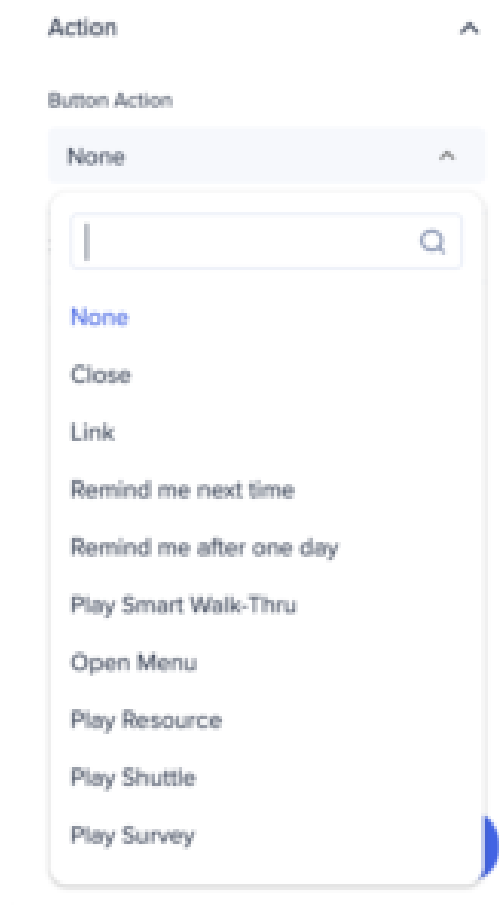 Action
Button Action
None
None
Close
Link
Remind me next time
Remind me after one day
Play Smart Walk-Thru
Open Menu
Play Resource
Play Shuttle
Play Survey